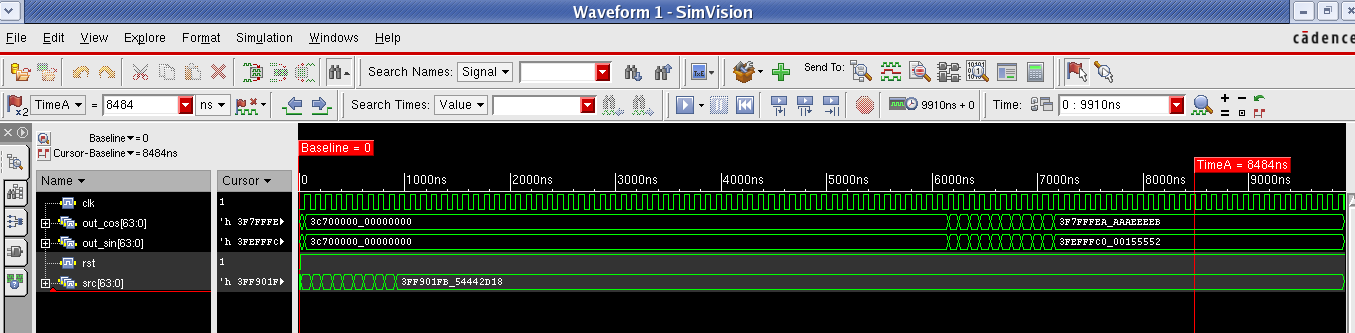 Waveform 1 - SimVision
File Edit View Explore Format Simulation Windows Help
cādence
Search Names: Signal Send To:
x2 TimeA = 8484 ns Search Times: Value 9910ns + 0 Time: 0 : 9910ns
Baseline = 0
Cursor-Baseline = 8484ns
Baseline = 0
TimeA = 8484ns
Name Cursor 0 1000ns 2000ns 3000ns 4000ns 5000ns 6000ns 7000ns 8000ns 9000ns
clk 1
out_cos[63:0] 'h 3F7FFFE 3c700000_00000000 3F7FFFEA_AAAEEEEB
out_sin[63:0] 'h 3FEFFFC 3c700000_00000000 3FEFFFC0_00155552
rst 1
src[63:0] 'h 3FF901F 3FF901FB_54442D18